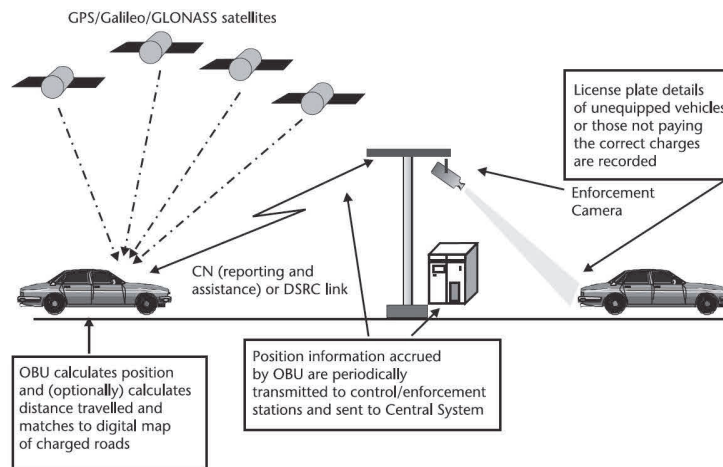 GPS/Galileo/GLONASS satellites
License plate details
of unequipped vehicles
or those not paying
the correct charges
are recorded
Enforcement
Camera
CN (reporting and
assistance) or DSRC link
OBU calculates position
and (optionally) calculates
distance travelled and
matches to digital map
of charged roads
Position information accrued
by OBU are periodically
transmitted to control/enforcement
stations and sent to Central System